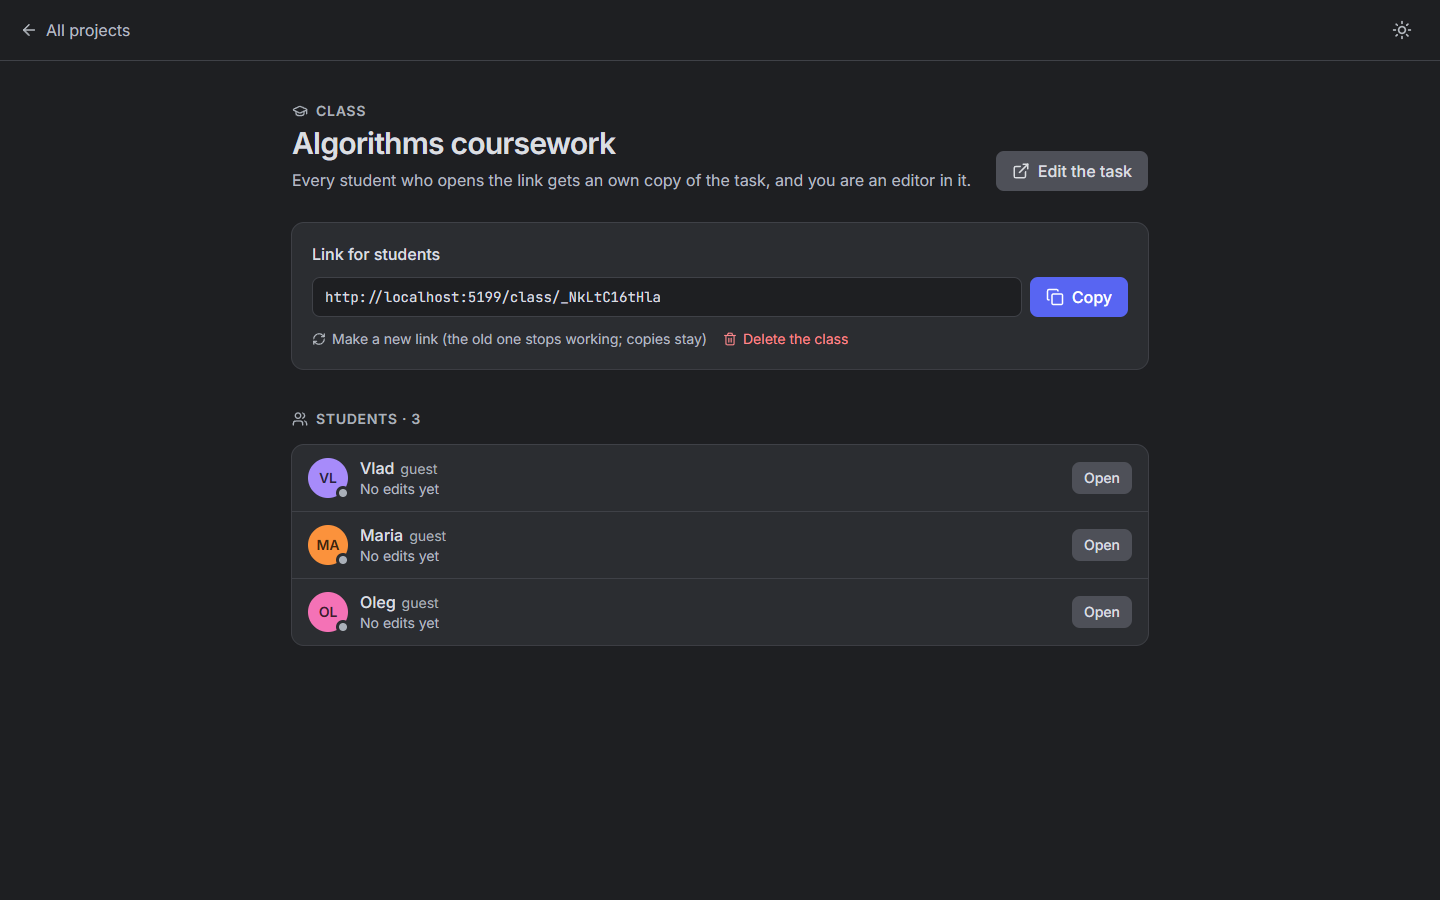 All projects
CLASS
Algorithms coursework
Every student who opens the link gets an own copy of the task, and you are an editor in it.
Edit the task
Link for students
http://localhost:5199/class/_NkLtC16tHla
Copy
Make a new link (the old one stops working; copies stay)
Delete the class
STUDENTS · 3
VL
Vlad guest
No edits yet
Open
MA
Maria guest
No edits yet
Open
OL
Oleg guest
No edits yet
Open